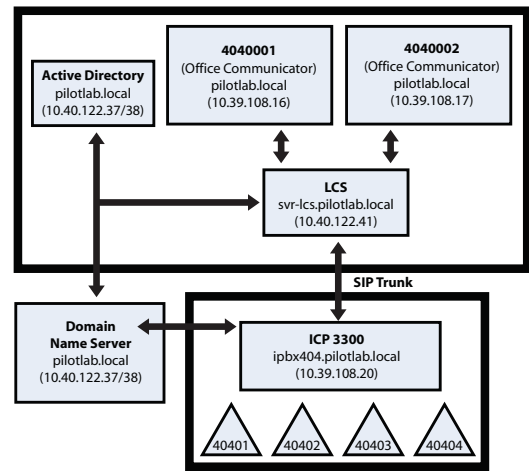 4040001
(Office Communicator)
pilotlab.local
(10.39.108.16)
4040002
(Office Communicator)
pilotlab.local
(10.39.108.17)
Active Directory
pilotlab.local
(10.40.122.37/38)
LCS
svr-lcs.pilotlab.local
(10.40.122.41)
SIP Trunk
Domain
Name Server
pilotlab.local
(10.40.122.37/38)
ICP 3300
ipbx404.pilotlab.local
(10.39.108.20)
40401
40402
40403
40404